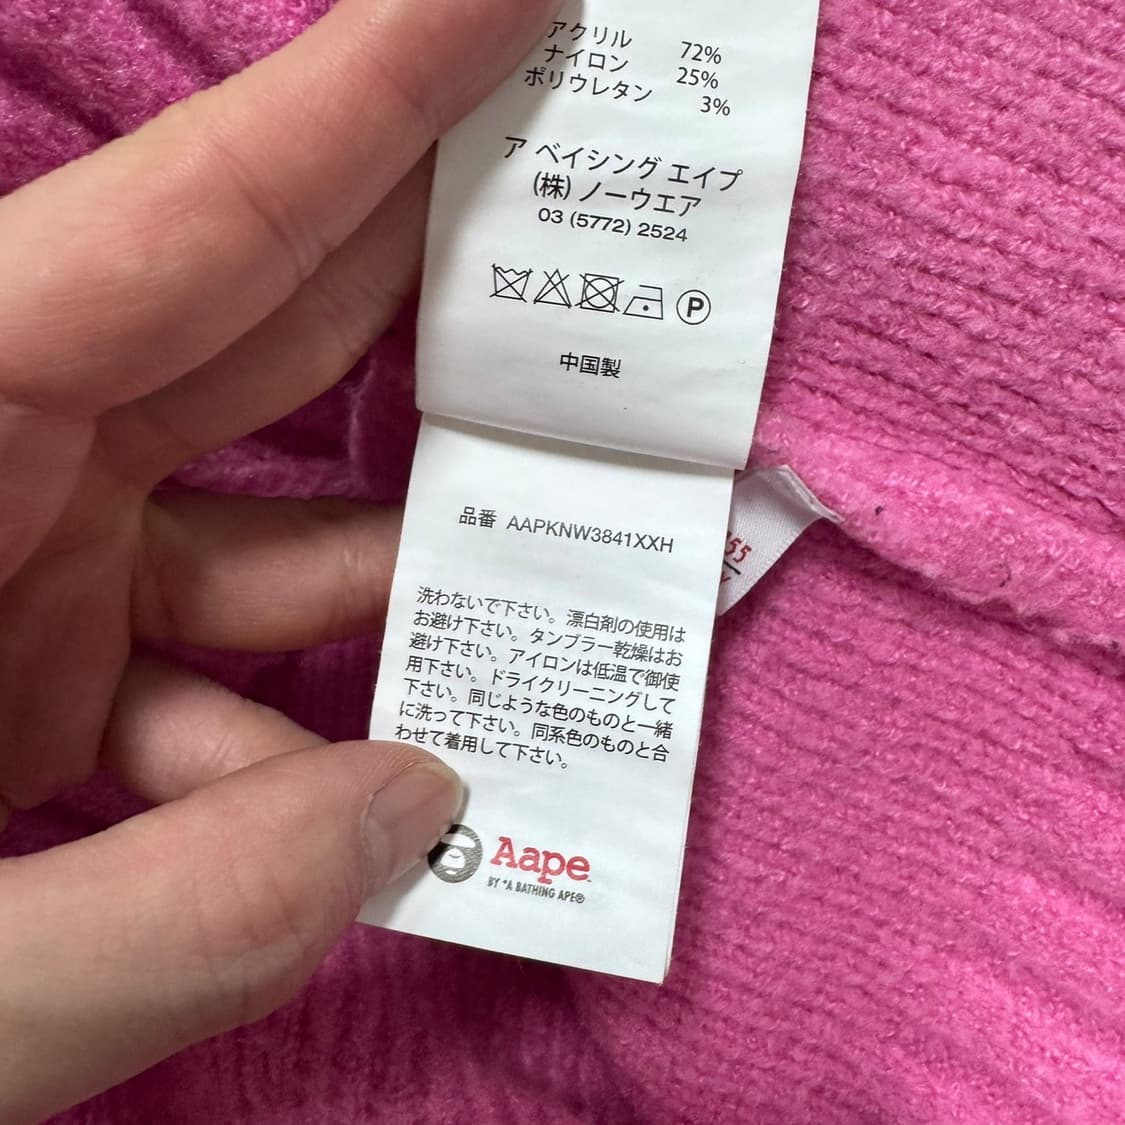 アクリル 72%
ナイロン 25%
ポリウレタン 3%
ア ベイシング エイプ
(株) ノーウエア
03 (5772) 2524
P
中国製
品番 AAPKNW3841XXH
55
洗わないで下さい。漂白剤の使用は
お避け下さい。タンブラー乾燥はお
避け下さい。アイロンは低温で御使
用下さい。ドライクリーニングして
下さい。同じような色のものと一緒
に洗って下さい。同系色のものと合
わせて着用して下さい。
Aape
BY *A BATHING APE®